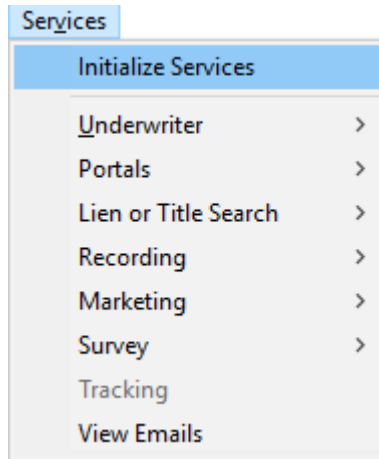 Services
Initialize Services
Underwriter
Portals
Lien or Title Search
Recording
Marketing
Survey
Tracking
View Emails